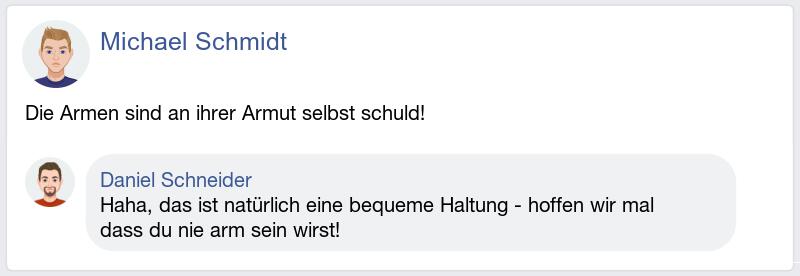 Michael Schmidt
Die Armen sind an ihrer Armut selbst schuld!
Daniel Schneider
Haha, das ist natürlich eine bequeme Haltung - hoffen wir mal
dass du nie arm sein wirst!